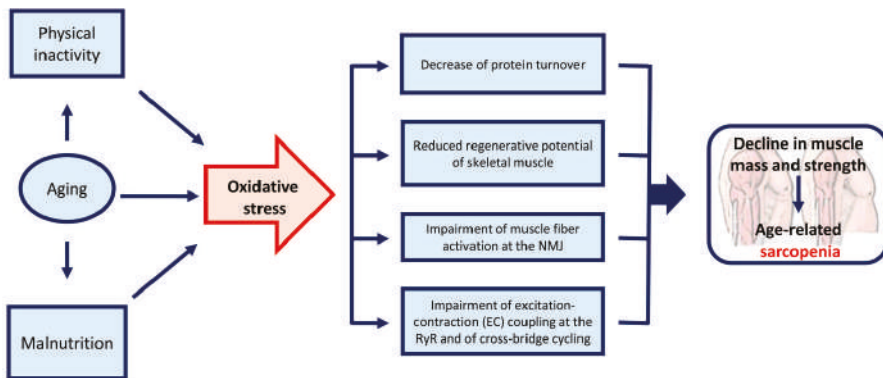 Physical
inactivity
Aging
Malnutrition
Oxidative
stress
Decrease of protein turnover
Reduced regenerative potential
of skeletal muscle
Impairment of muscle fiber
activation at the NMJ
Impairment of excitation-
contraction (EC) coupling at the
RyR and of cross-bridge cycling
Decline in muscle
mass and strength
Age-related
sarcopenia